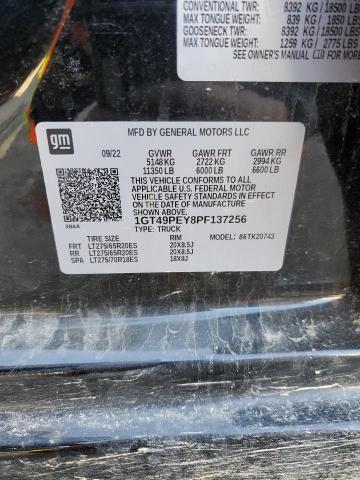 CONVENTIONAL TWR: 8392 KG / 18500 LBS
MAX TONGUE WEIGHT: 839 KG / 1850 LBS
GOOSENECK TWR: 8392 KG / 18500 LBS
MAX TONGUE WEIGHT: 1259 KG / 2775 LBS
SEE OWNER'S MANUAL FOR
gm
MFD BY GENERAL MOTORS LLC
09/22 GVWR GAWR FRT GAWR RR
5148 KG 2722 KG 2994 KG
11350 LB 6000 LB 6600 LB
THIS VEHICLE CONFORMS TO ALL
APPLICABLE U.S. FEDERAL MOTOR
VEHICLE SAFETY STANDARDS IN
EFFECT ON THE DATE OF
MANUFACTURE SHOWN ABOVE.
1GT49PEY8PF137256
TYPE: TRUCK
384A
TIRE SIZE RIM MODEL: 86TK20743
FRT LT275/65R20ES 20X8.5J
RR LT275/65R20ES 20X8.5J
SPA LT275/70R18ES 18X8J